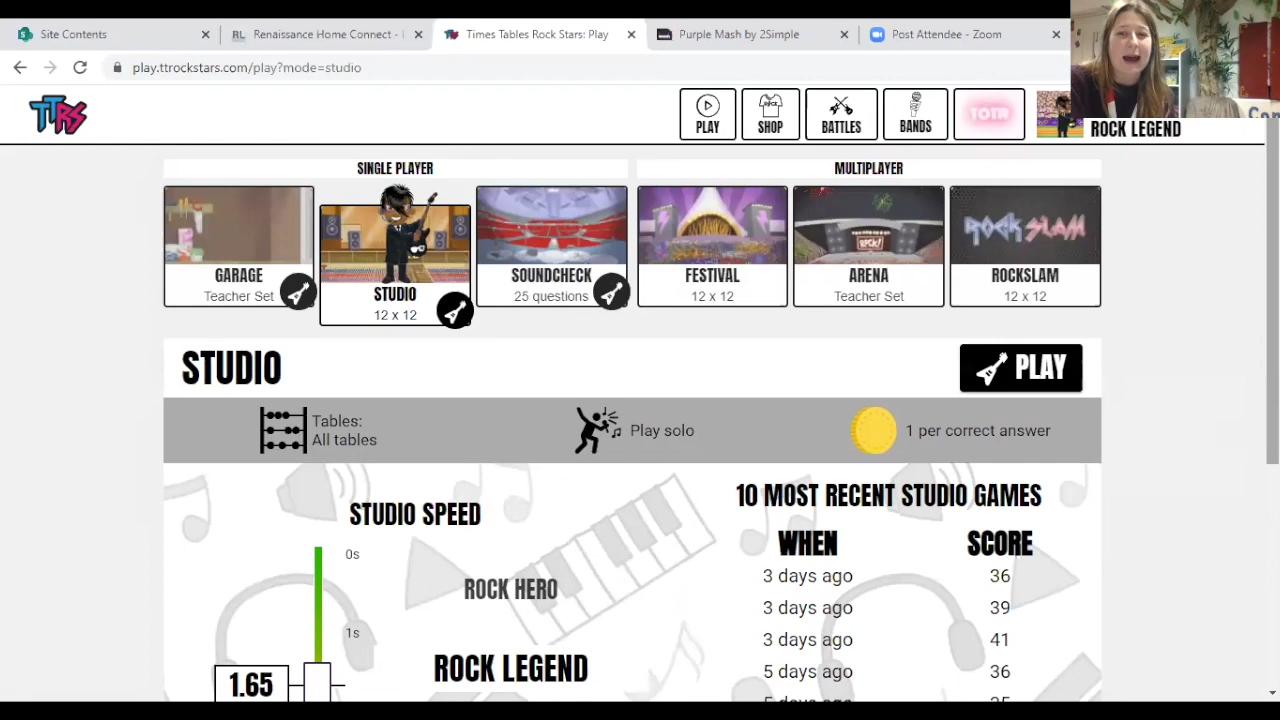 Site Contents
RL Renaissance Home Connect -
Times Tables Rock Stars: Play
Purple Mash by 2Simple
Post Attendee - Zoom
play.ttrockstars.com/play?mode=studio
TTRS
PLAY
SHOP
BATTLES
BANDS
TOTR
ROCK LEGEND
SINGLE PLAYER
MULTIPLAYER
ROCK!
ROCK SLAM
GARAGE
Teacher Set
STUDIO
12 x 12
SOUNDCHECK
25 questions
FESTIVAL
12 x 12
ARENA
Teacher Set
ROCKSLAM
12 x 12
STUDIO
PLAY
Tables:
All tables
Play solo
1 per correct answer
STUDIO SPEED
0s
ROCK HERO
1s
ROCK LEGEND
1.65
10 MOST RECENT STUDIO GAMES
WHEN SCORE
3 days ago 36
3 days ago 39
3 days ago 41
5 days ago 36